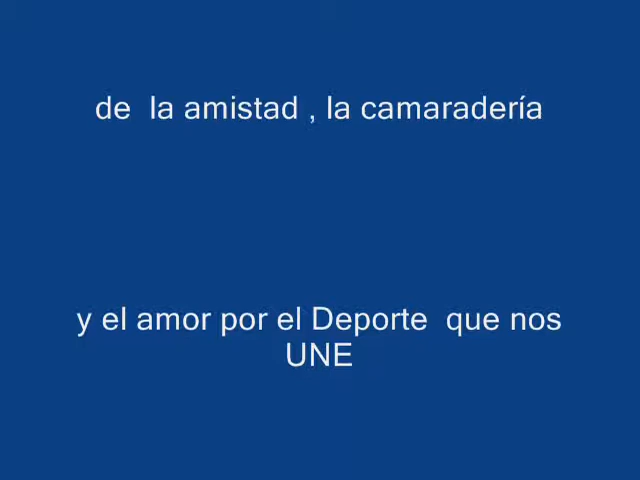 de  la amistad , la camaradería
y el amor por el Deporte  que nos
UNE